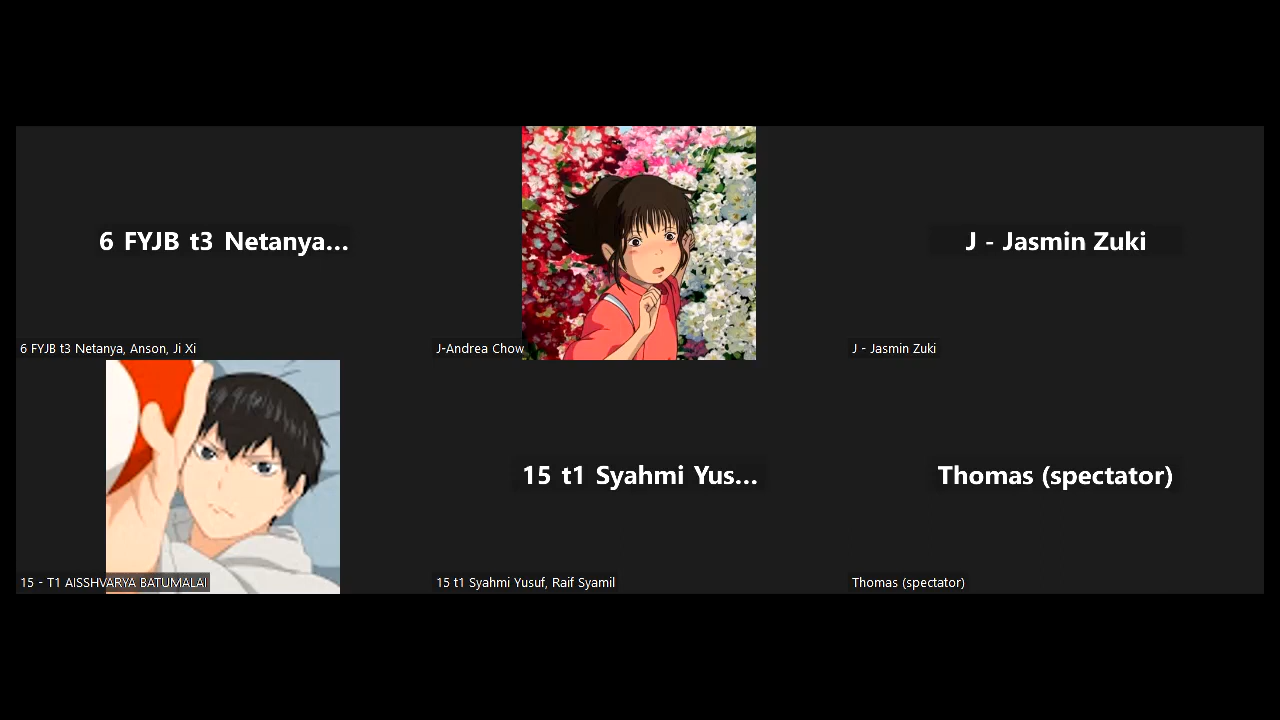 6 FYJB t3 Netanya...
J - Jasmin Zuki
6 FYJB t3 Netanya, Anson, Ji Xi
J-Andrea Chow
J - Jasmin Zuki
15 t1 Syahmi Yus...
Thomas (spectator)
15 - T1 AISSHVARYA BATUMALAI
15 t1 Syahmi Yusuf, Raif Syamil
Thomas (spectator)